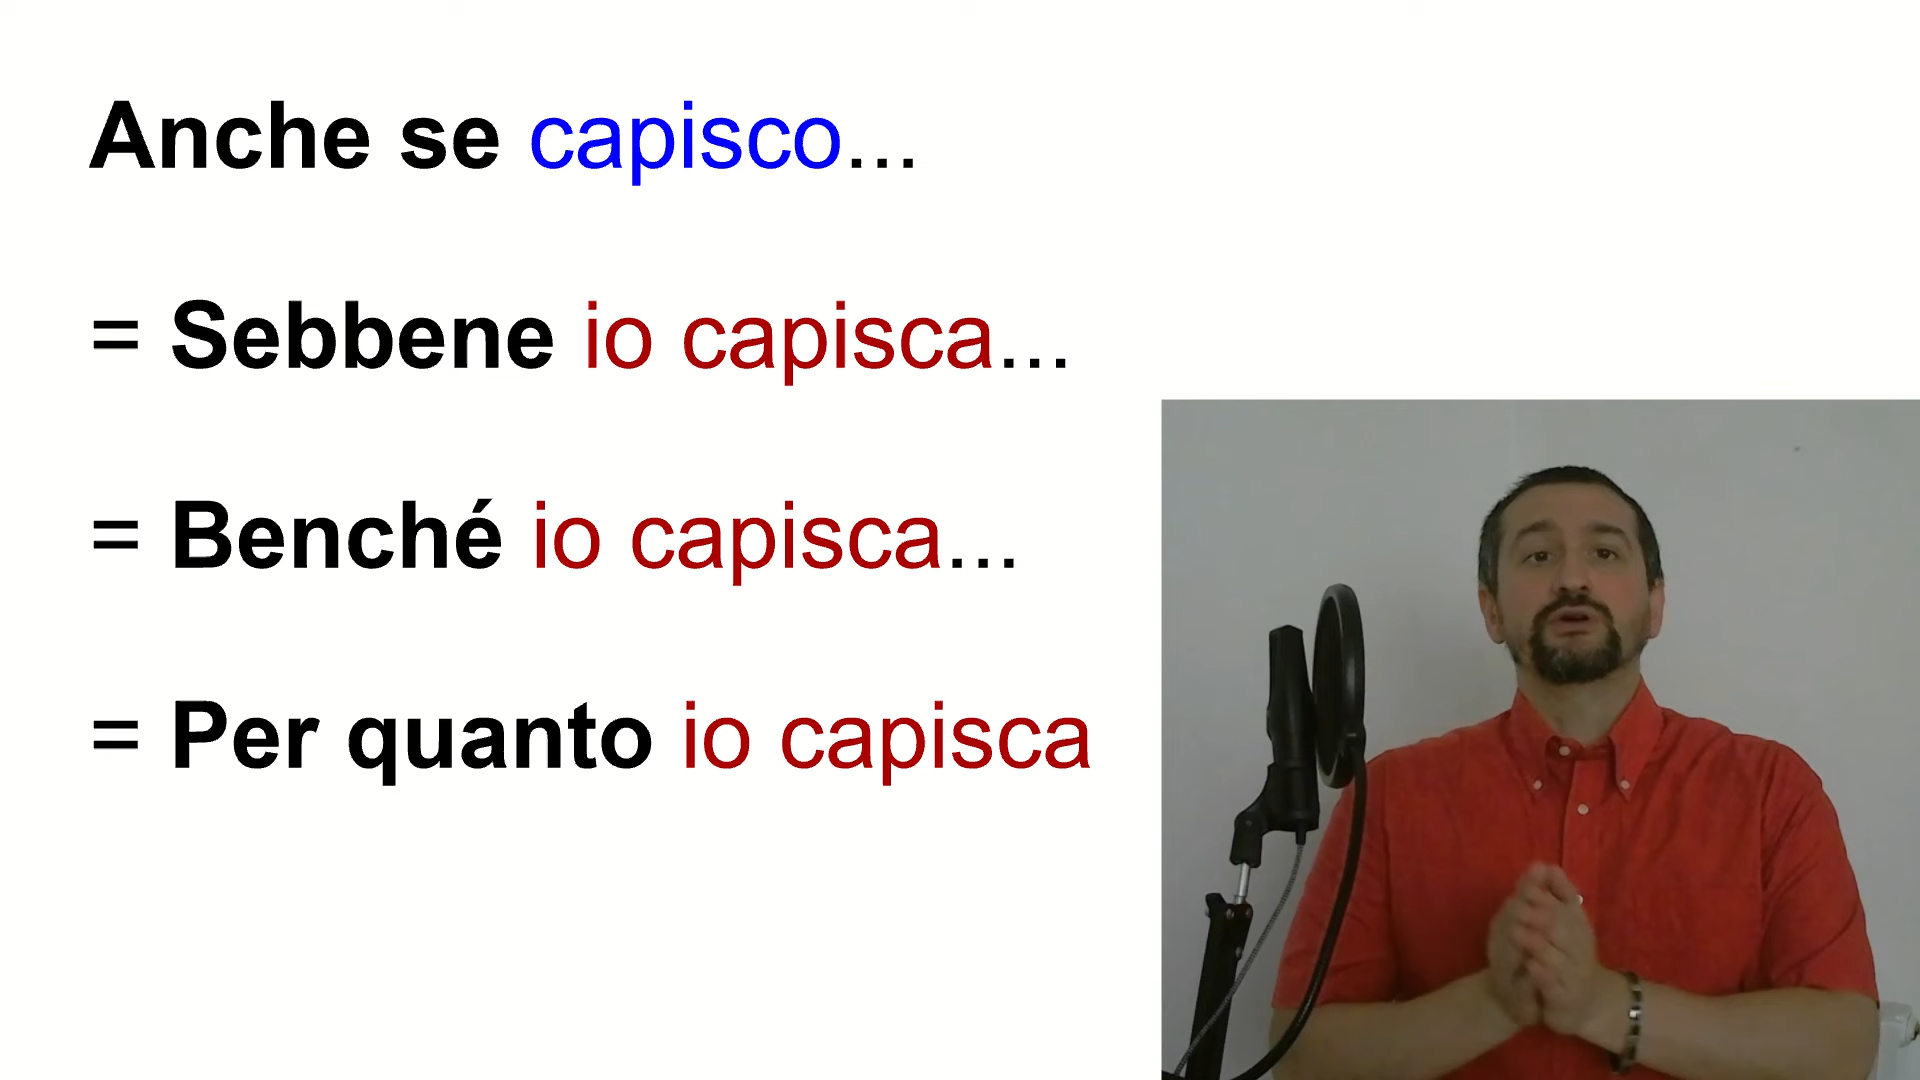 Anche se capisco...
= Sebbene io capisca...
= Benché io capisca...
= Per quanto io capisca